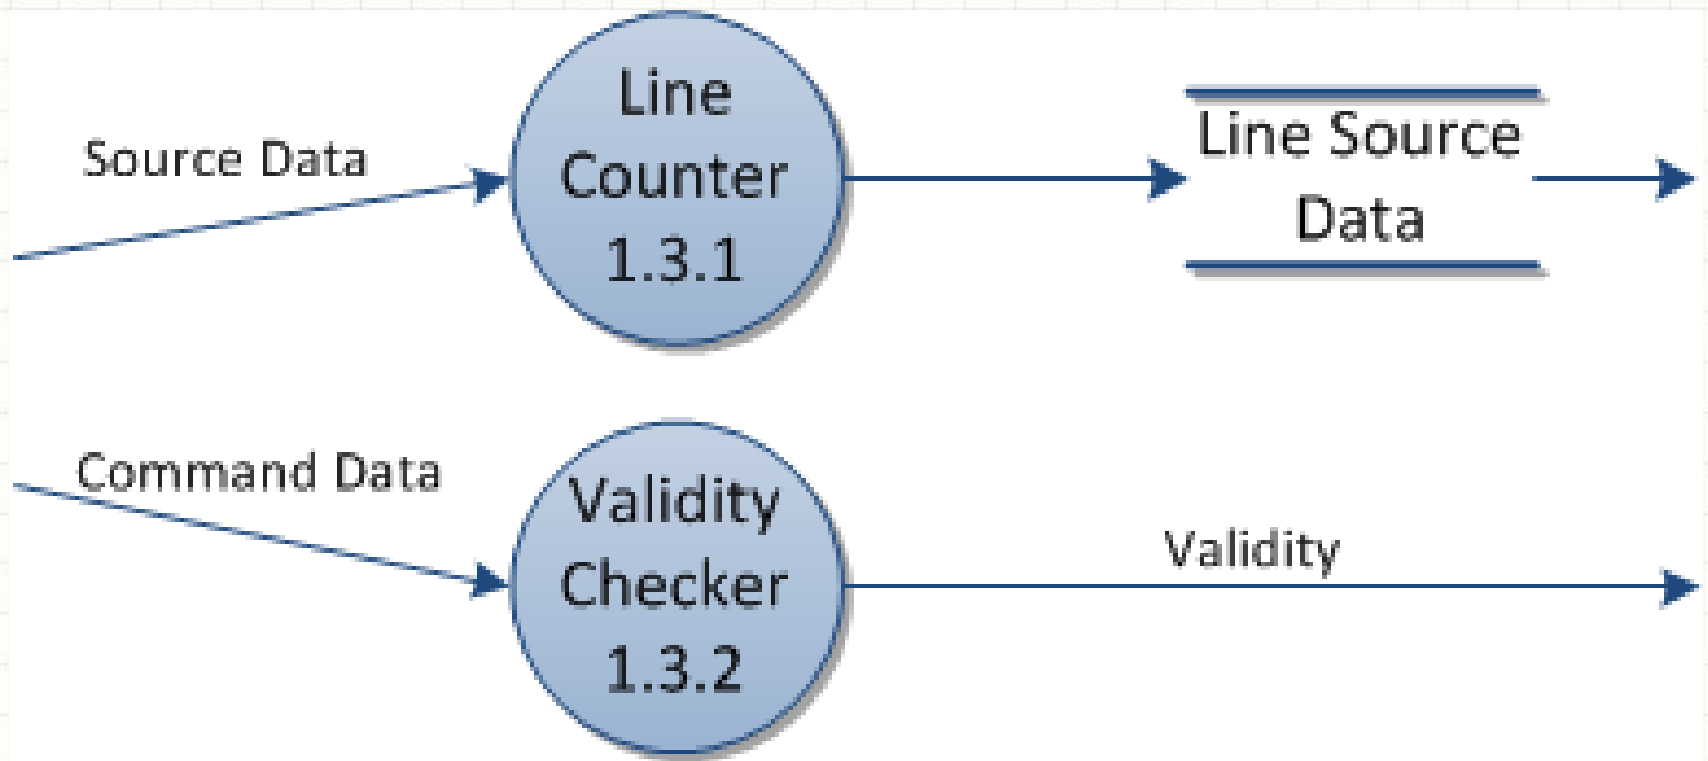 Source Data
Line
Counter
1.3.1
Line Source
Data
Command Data
Validity
Checker
1.3.2
Validity